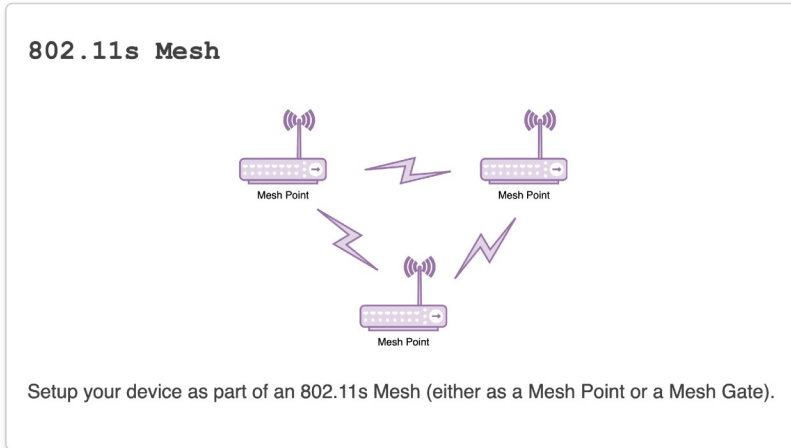 802.11s Mesh
Mesh Point
Mesh Point
Mesh Point
Setup your device as part of an 802.11s Mesh (either as a Mesh Point or a Mesh Gate).